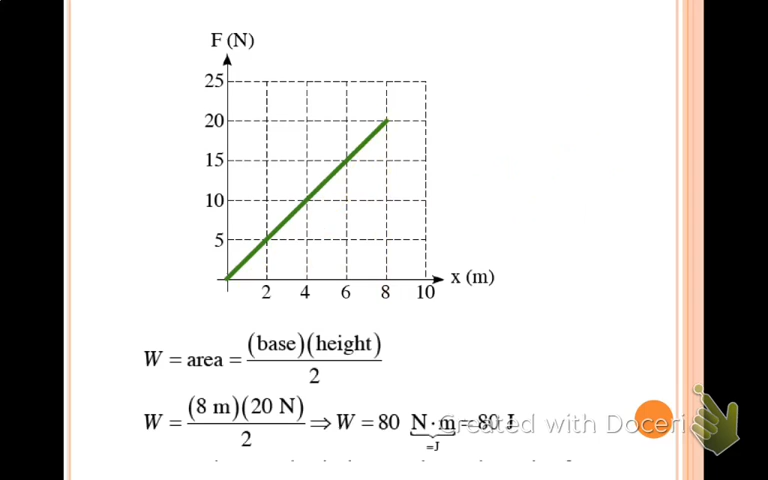 F (N)
25
20
15
10
5
2 4 6 8 10 x (m)
W = area = (base)(height) / 2
W = (8 m)(20 N) / 2 ⇒ W = 80 N·m = 80 J
=J
Created with Doceri